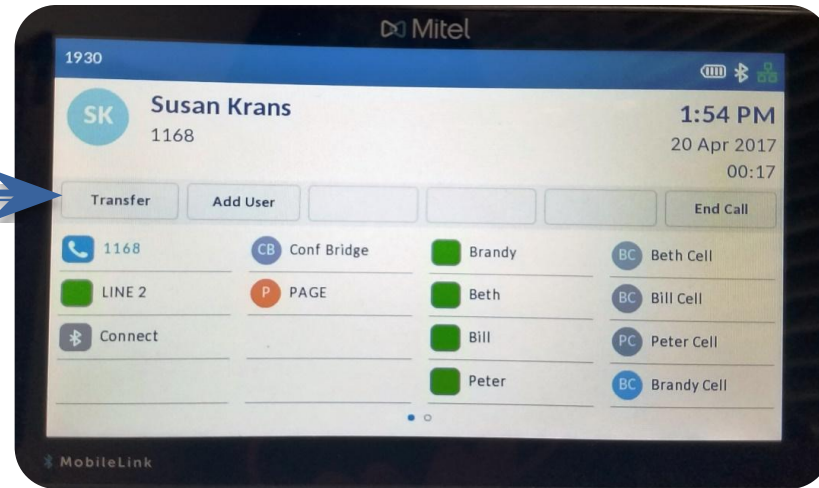 Mitel
1930
SK Susan Krans 1:54 PM
1168 20 Apr 2017
00:17
Transfer Add User End Call
1168 CB Conf Bridge Brandy BC Beth Cell
LINE 2 P PAGE Beth BC Bill Cell
Connect Bill PC Peter Cell
Peter BC Brandy Cell
MobileLink